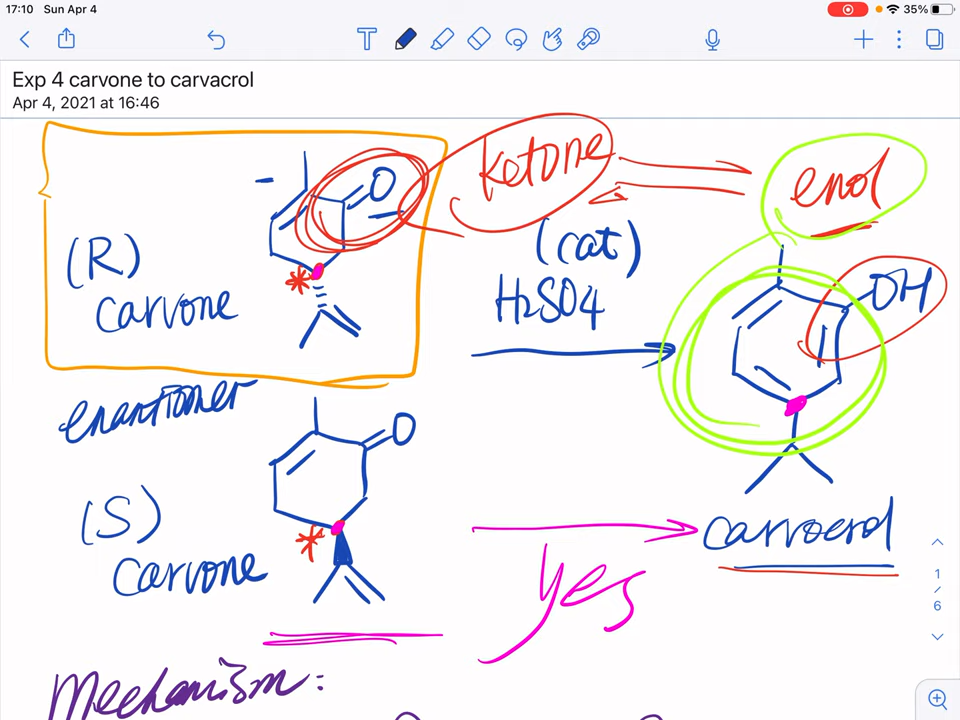 17:10 Sun Apr 4
35%
T
Exp 4 carvone to carvacrol
Apr 4, 2021 at 16:46
Ketone
enol
O
(R)
carvone
(cat)
H2SO4
OH
enantiomer
O
(S)
carvone
yes
carvacrol
1
/
6
Mechanism: